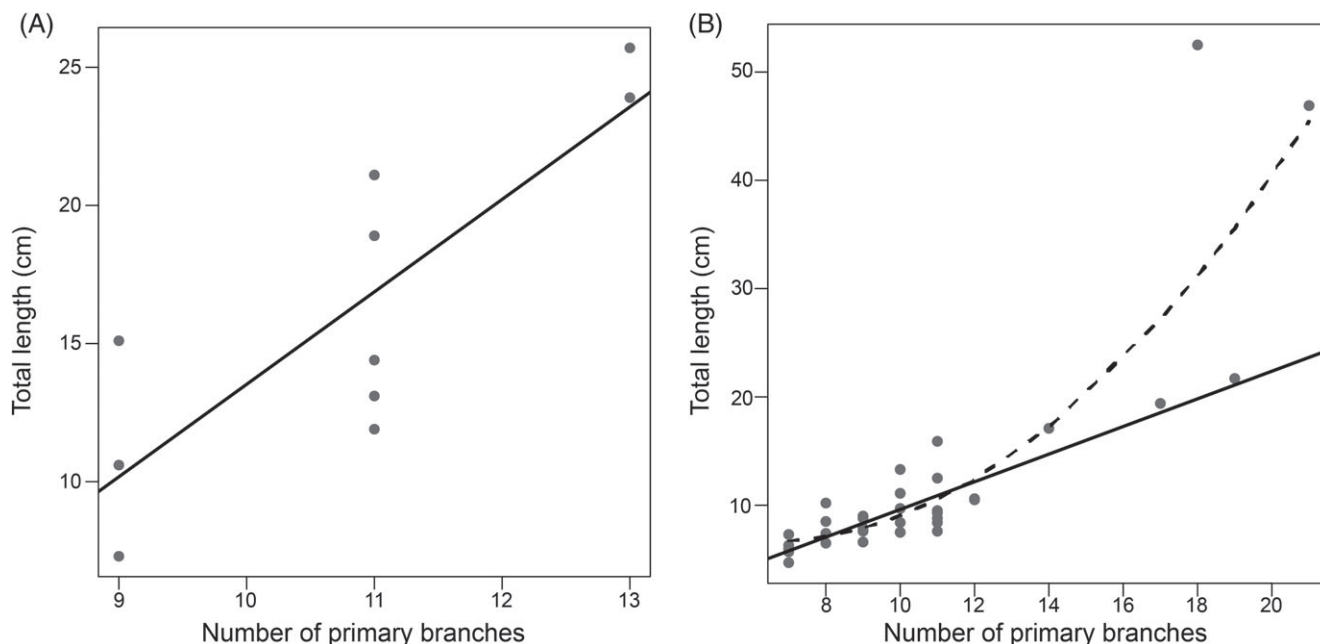 (A)
25
20
15
10
Total length (cm)
9 10 11 12 13
Number of primary branches
(B)
50
40
30
20
10
Total length (cm)
8 10 12 14 16 18 20
Number of primary branches